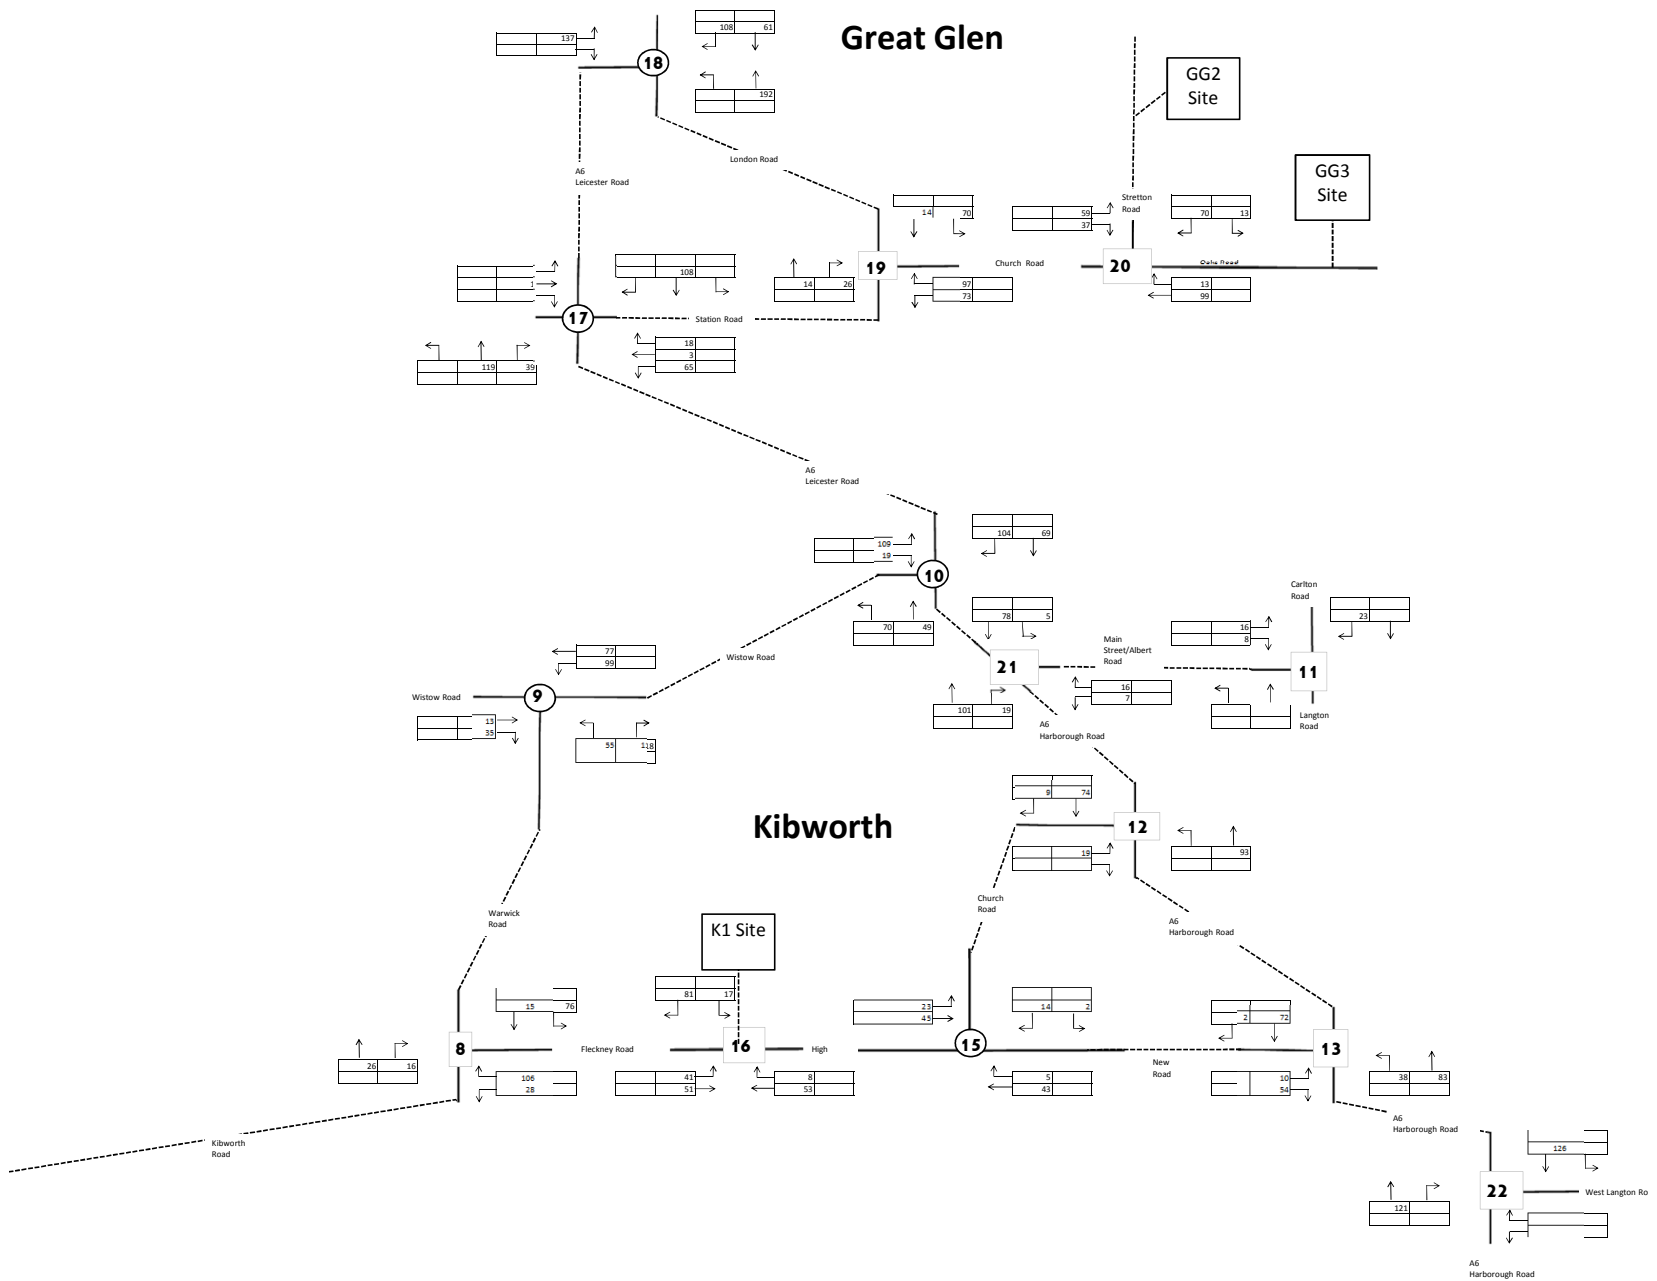 108 61
Great Glen
137
18
192
GG2
Site
London Road
GG3
Site
A6
Leicester Road
Stretton
Road
14 70
59
37
70 13
108
19
Church Road
20
14 26
97
73
13
99
17
Station Road
18
3
65
119 39
A6
Leicester Road
104 69
109
19
10
Carlton
Road
78 5
23
70 49
16
8
Main
Street/Albert
Road
77
99
Wistow Road
21
11
16
7
Wistow Road
9
101 19
Langton
Road
13
35
A6
Harborough Road
55 118
9 74
Kibworth
12
19
93
Church
Road
Warwick
Road
A6
Harborough Road
K1 Site
81 17
15 76
23
45
14 2
2 72
8
Fleckney Road
16
High
15
New
Road
13
26 16
106
28
41
51
8
53
5
43
10
54
38 83
A6
Harborough Road
Kibworth
Road
126
22
West Langton Ro
121
A6
Harborough Road